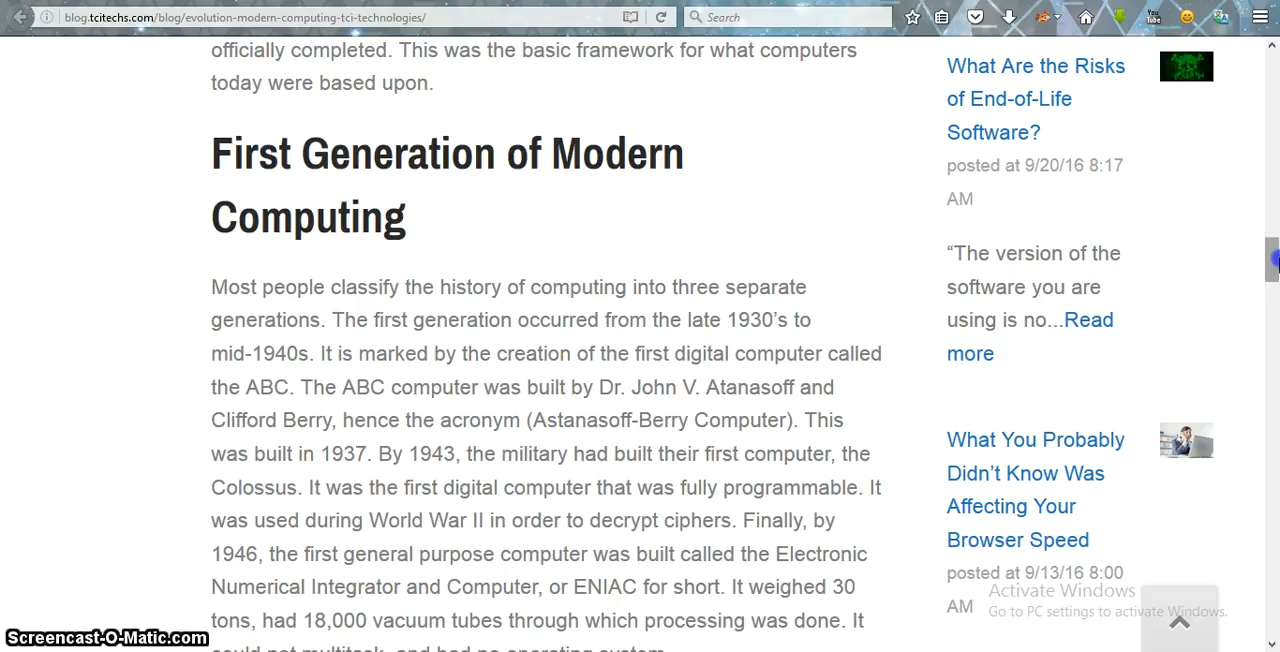 blog.tcitechs.com/blog/evolution-modern-computing-tci-technologies/
Search
You
Tube
officially completed. This was the basic framework for what computers
today were based upon.
First Generation of Modern
Computing
Most people classify the history of computing into three separate
generations. The first generation occurred from the late 1930’s to
mid-1940s. It is marked by the creation of the first digital computer called
the ABC. The ABC computer was built by Dr. John V. Atanasoff and
Clifford Berry, hence the acronym (Astanasoff-Berry Computer). This
was built in 1937. By 1943, the military had built their first computer, the
Colossus. It was the first digital computer that was fully programmable. It
was used during World War II in order to decrypt ciphers. Finally, by
1946, the first general purpose computer was built called the Electronic
Numerical Integrator and Computer, or ENIAC for short. It weighed 30
tons, had 18,000 vacuum tubes through which processing was done. It
could not multitask, and had no operating system.
What Are the Risks
of End-of-Life
Software?
posted at 9/20/16 8:17
AM
“The version of the
software you are
using is no...Read
more
What You Probably
Didn’t Know Was
Affecting Your
Browser Speed
posted at 9/13/16 8:00
AM
Activate Windows
Go to PC settings to activate Windows.
Screencast-O-Matic.com